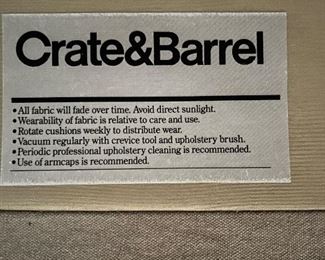 Crate&Barrel
• All fabric will fade over time. Avoid direct sunlight.
• Wearability of fabric is relative to care and use.
• Rotate cushions weekly to distribute wear.
• Vacuum regularly with crevice tool and upholstery brush.
• Periodic professional upholstery cleaning is recommended.
• Use of armcaps is recommended.